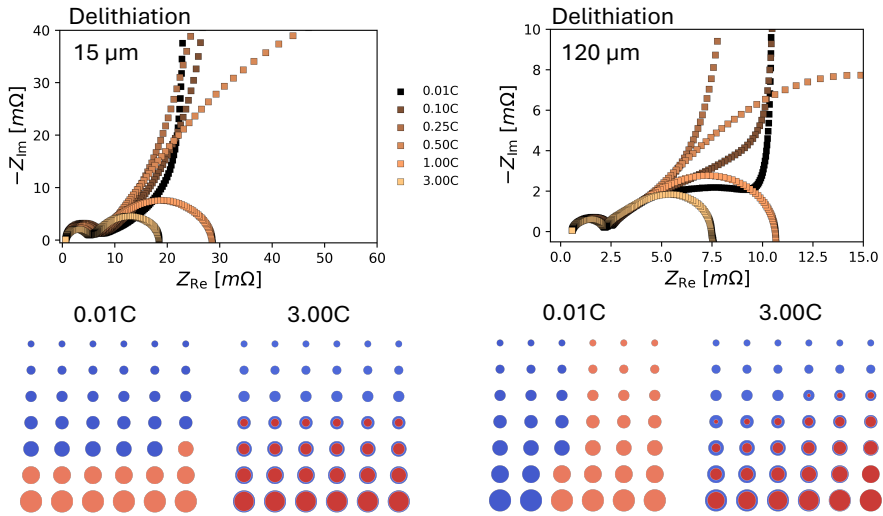 Delithiation
15 μm
40
30
20
10
0
−Z_Im [mΩ]
0 10 20 30 40 50 60
Z_Re [mΩ]
0.01C
0.10C
0.25C
0.50C
1.00C
3.00C
Delithiation
120 μm
10
8
6
4
2
0
−Z_Im [mΩ]
0.0 2.5 5.0 7.5 10.0 12.5 15.0
Z_Re [mΩ]
0.01C 3.00C
0.01C 3.00C